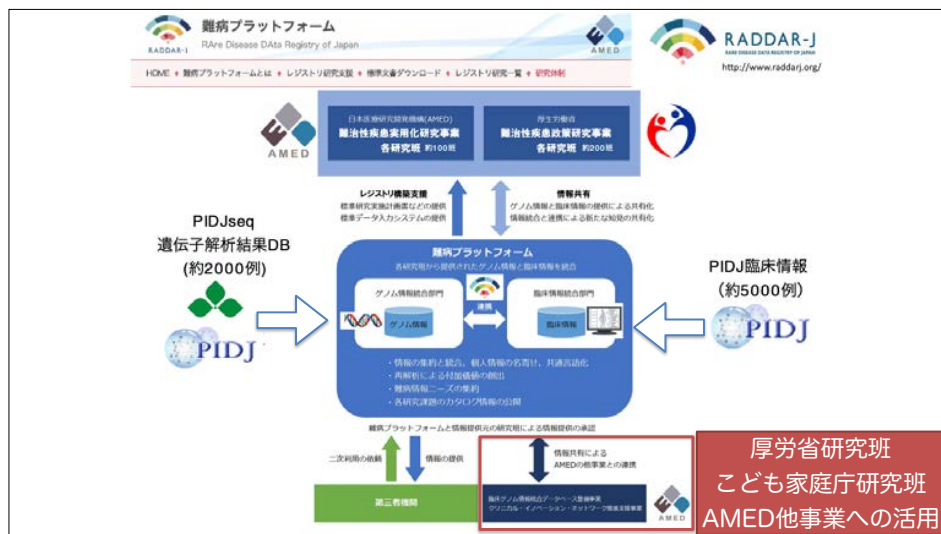 RADDAR-J
難病プラットフォーム
RAre Disease DAta Registry of Japan
AMED
RADDAR-J
RARE DISEASE DATA REGISTRY OF JAPAN
http://www.raddarj.org/
HOME ♦ 難病プラットフォームとは ♦ レジストリ研究支援 ♦ 標準文書ダウンロード ♦ レジストリ研究一覧 ♦ 研究体制
AMED
日本医療研究開発機構(AMED)
難治性疾患実用化研究事業
各研究班 約100班
厚生労働省
難治性疾患政策研究事業
各研究班 約200班
レジストリ構築支援
標準研究実施計画書などの提供
標準データ入力システムの提供
情報共有
ゲノム情報と臨床情報の提供による共有化
情報統合と連携による新たな知見の共有化
PIDJseq
遺伝子解析結果DB
(約2000例)
PIDJ
難病プラットフォーム
各研究班から提供されたゲノム情報と臨床情報を統合
ゲノム情報統合部門
ゲノム情報
連携
臨床情報統合部門
臨床情報
・情報の集約と統合、個人情報の名寄け、共通言語化
・再解析による付加価値の創出
・難病情報ニーズの集約
・各研究課題のカタログ情報の公開
PIDJ臨床情報
（約5000例）
PIDJ
難病プラットフォームと情報提供元の研究班による情報提供の承認
二次利用の依頼
情報の提供
情報共有による
AMEDの他事業との連携
第三者機関
臨床ゲノム情報統合データベース整備事業
クリニカル・イノベーション・ネットワーク推進支援事業
AMED
厚労省研究班
こども家庭庁研究班
AMED他事業への活用